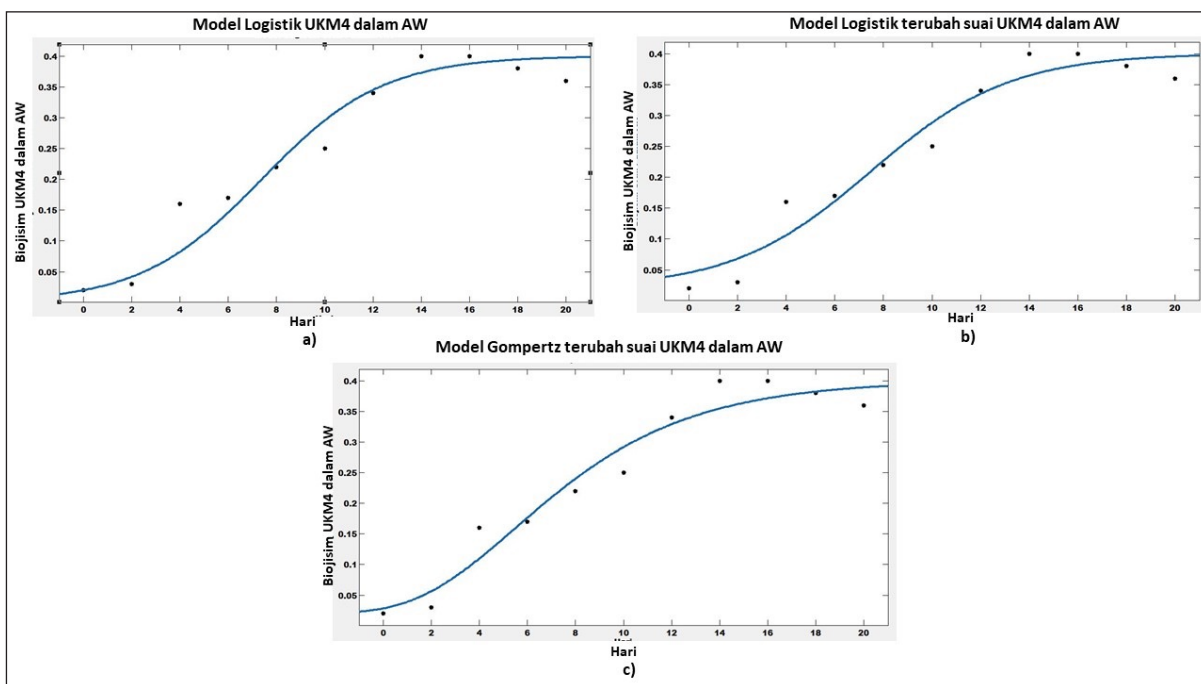 Model Logistik UKM4 dalam AW
Biojisim UKM4 dalam AW
0.4
0.35
0.3
0.25
0.2
0.15
0.1
0.05
0 2 4 6 8 10 12 14 16 18 20
Hari
a)
Model Logistik terubah suai UKM4 dalam AW
Biojisim UKM4 dalam AW
0.4
0.35
0.3
0.25
0.2
0.15
0.1
0.05
0 2 4 6 8 10 12 14 16 18 20
Hari
b)
Model Gompertz terubah suai UKM4 dalam AW
Biojisim UKM4 dalam AW
0.4
0.35
0.3
0.25
0.2
0.15
0.1
0.05
0 2 4 6 8 10 12 14 16 18 20
Hari
c)